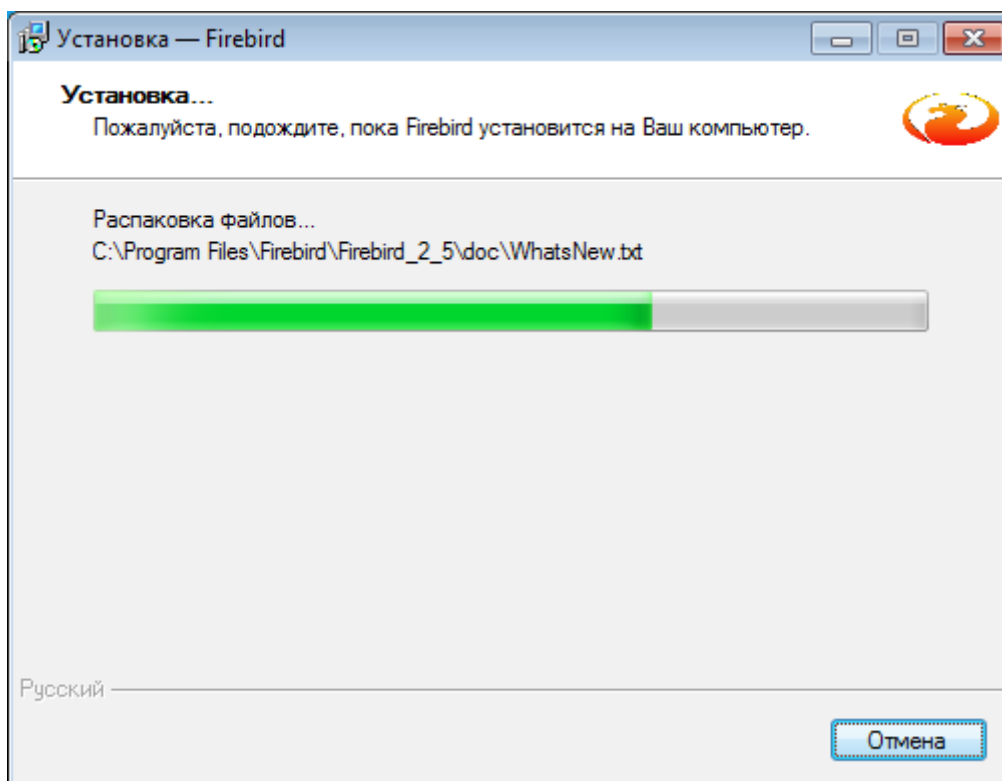 Установка — Firebird
Установка...
Пожалуйста, подождите, пока Firebird установится на Ваш компьютер.
Распаковка файлов...
C:\Program Files\Firebird\Firebird_2_5\doc\WhatsNew.txt
Русский
Отмена